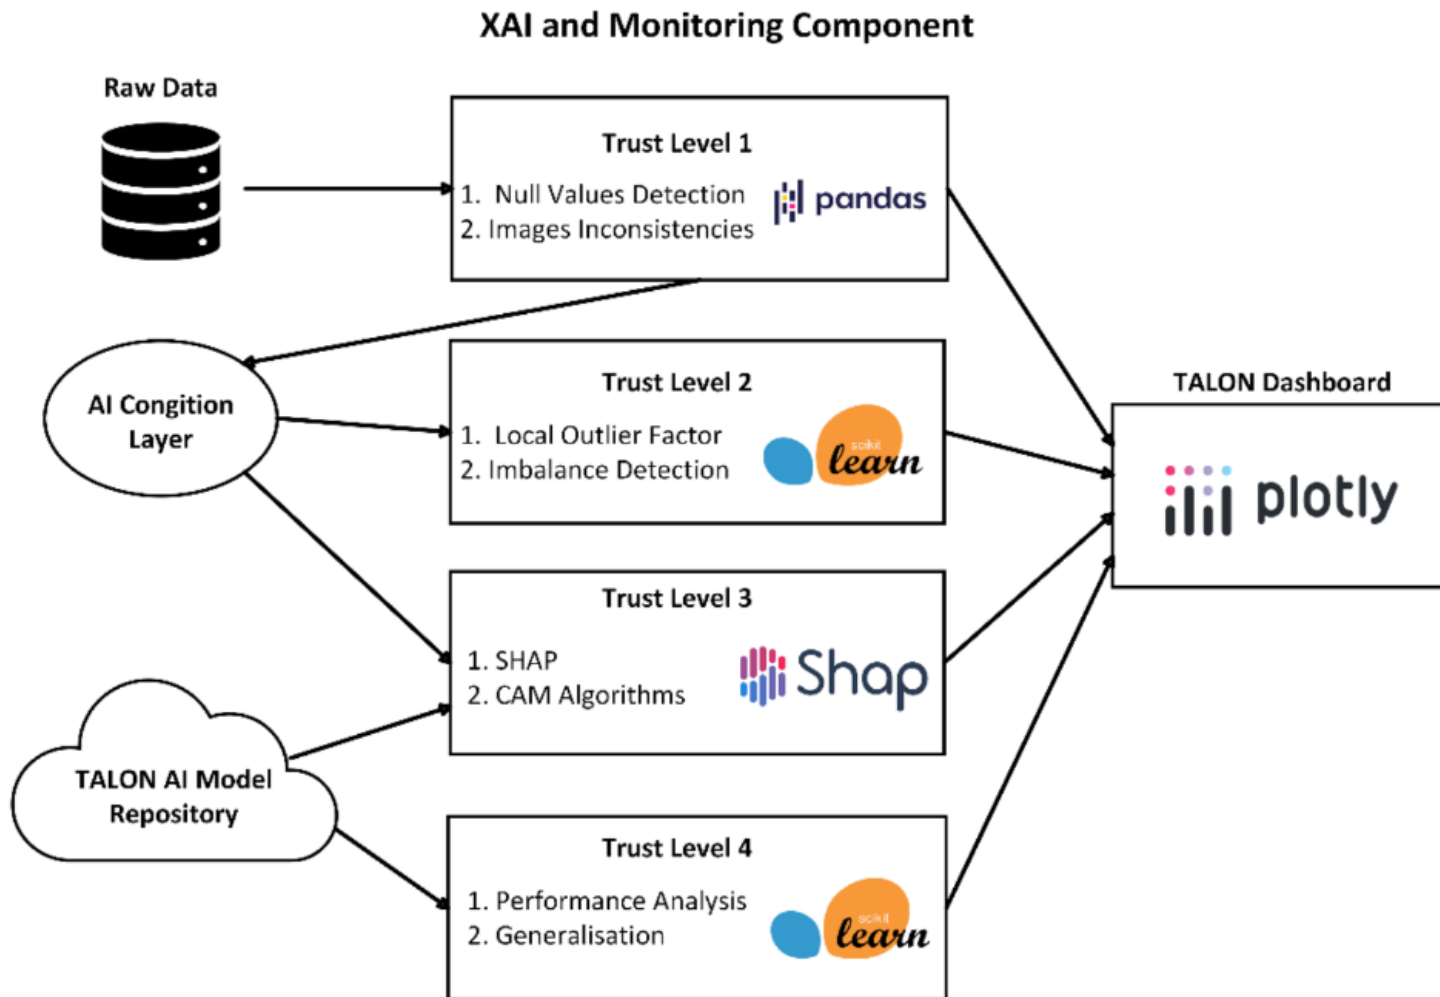 XAI and Monitoring Component
Raw Data
Trust Level 1
1. Null Values Detection
2. Images Inconsistencies
pandas
AI Congition
Layer
Trust Level 2
1. Local Outlier Factor
2. Imbalance Detection
scikit
learn
TALON Dashboard
plotly
Trust Level 3
1. SHAP
2. CAM Algorithms
Shap
TALON AI Model
Repository
Trust Level 4
1. Performance Analysis
2. Generalisation
scikit
learn